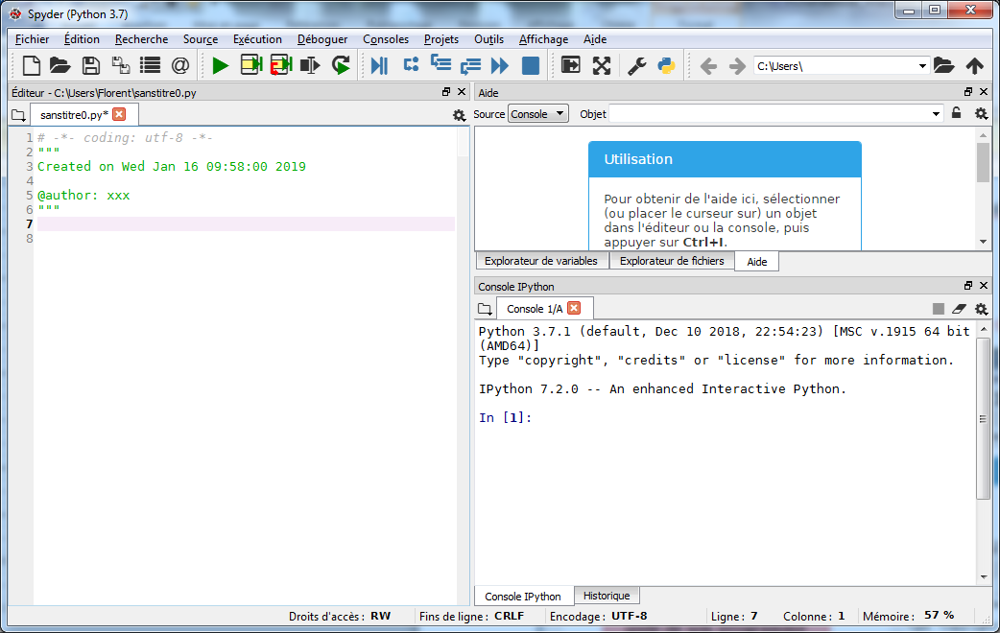 Spyder (Python 3.7)
Fichier Édition Recherche Source Exécution Déboguer Consoles Projets Outils Affichage Aide
C:\Users\
Éditeur - C:\Users\Florent\sanstitre0.py
sanstitre0.py*
1 # -*- coding: utf-8 -*-
2 """
3 Created on Wed Jan 16 09:58:00 2019
4
5 @author: xxx
6 """
7
8
Aide
Source Console Objet
Utilisation
Pour obtenir de l'aide ici, sélectionner
(ou placer le curseur sur) un objet
dans l'éditeur ou la console, puis
appuyer sur Ctrl+I.
Explorateur de variables Explorateur de fichiers Aide
Console IPython
Console 1/A
Python 3.7.1 (default, Dec 10 2018, 22:54:23) [MSC v.1915 64 bit
(AMD64)]
Type "copyright", "credits" or "license" for more information.
IPython 7.2.0 -- An enhanced Interactive Python.
In [1]:
Console IPython Historique
Droits d'accès : RW Fins de ligne : CRLF Encodage : UTF-8 Ligne : 7 Colonne : 1 Mémoire : 57 %